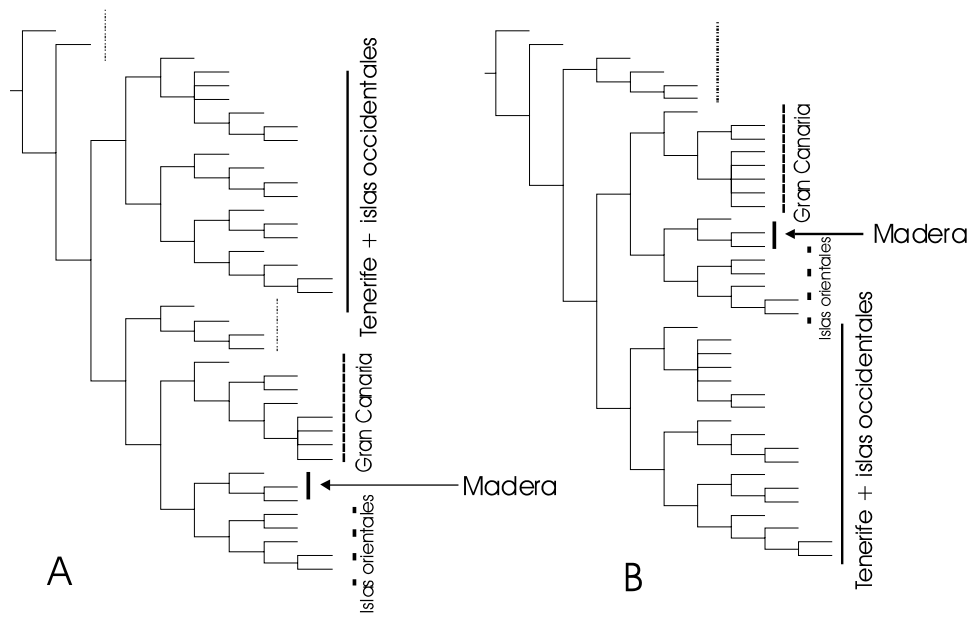 Tenerife + islas occidentales
Gran Canaria
Madera
Islas orientales
A
Gran Canaria
Madera
Islas orientales
Tenerife + islas occidentales
B